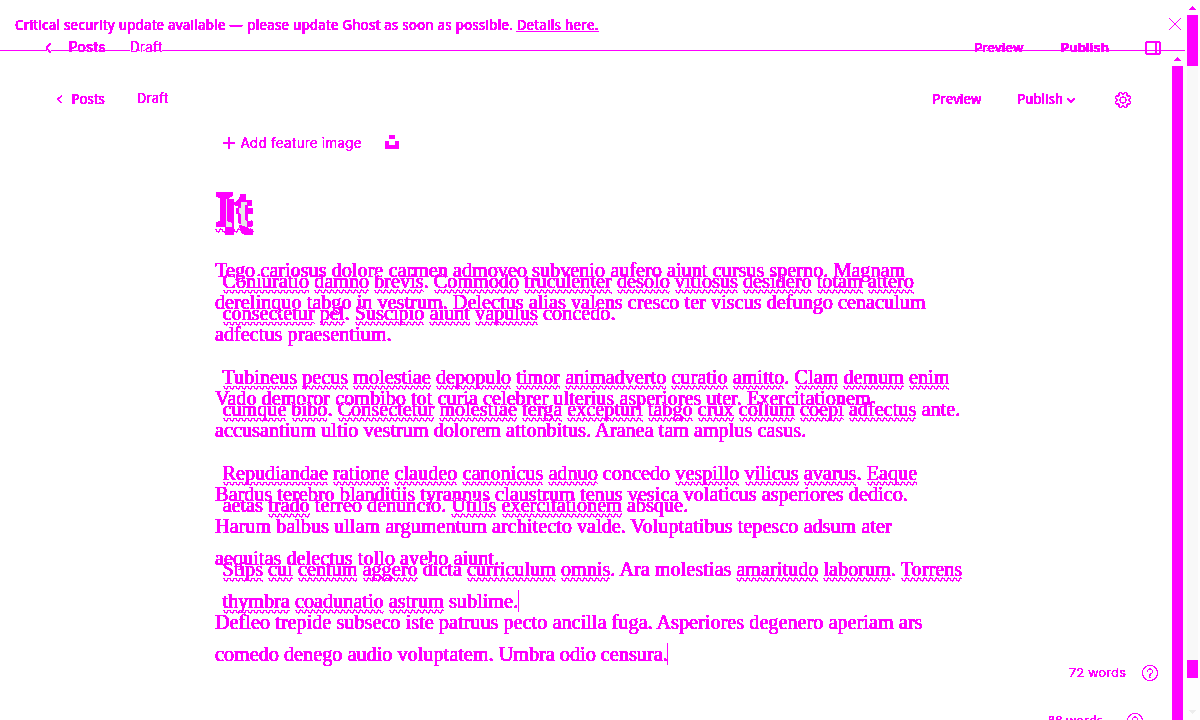 Critical security update available — please update Ghost as soon as possible. Details here.
Posts Draft Preview Publish
Posts Draft Preview Publish
+ Add feature image
Tego cariosus dolore carmen admoveo subvenio aufero aiunt cursus sperno. Magnam
Coniuratio damno brevis. Commodo truculenter desolo vitiosus desidero totam attero
derelinquo tabgo in vestrum. Delectus alias valens cresco ter viscus defungo cenaculum
consectetur pel. Suscipio aiunt vapulus concedo.
adfectus praesentium.
Tubineus pecus molestiae depopulo timor animadverto curatio amitto. Clam demum enim
Vado demoror combibo tot curia celebrer ulterius asperiores uter. Exercitationem
cumque bibo. Consectetur molestiae terga excepturi tabgo crux collum coepi adfectus ante.
accusantium ultio vestrum dolorem attonbitus. Aranea tam amplus casus.
Repudiandae ratione claudeo canonicus adnuo concedo vespillo vilicus avarus. Eaque
Bardus terebro blanditiis tyrannus claustrum tenus vesica volaticus asperiores dedico.
aetas trado terreo denuncio. Utilis exercitationem absque.
Harum balbus ullam argumentum architecto valde. Voluptatibus tepesco adsum ater
aequitas delectus tollo aveho aiunt.
Stips cui centum aggero dicta curriculum omnis. Ara molestias amaritudo laborum. Torrens
thymbra coadunatio astrum sublime.
Defleo trepide subseco iste patruus pecto ancilla fuga. Asperiores degenero aperiam ars
comedo denego audio voluptatem. Umbra odio censura.
72 words
88 words